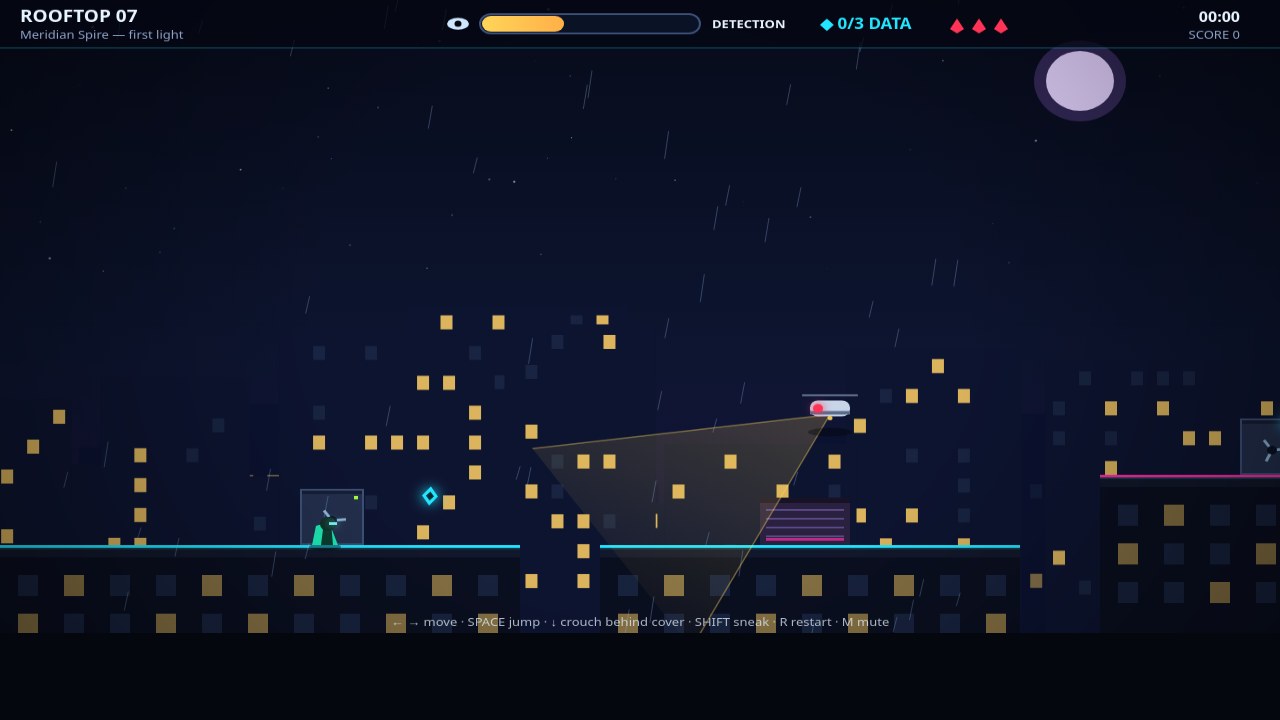 ROOFTOP 07
Meridian Spire — first light
DETECTION
0/3 DATA
00:00
SCORE 0
← → move · SPACE jump · ↓ crouch behind cover · SHIFT sneak · R restart · M mute